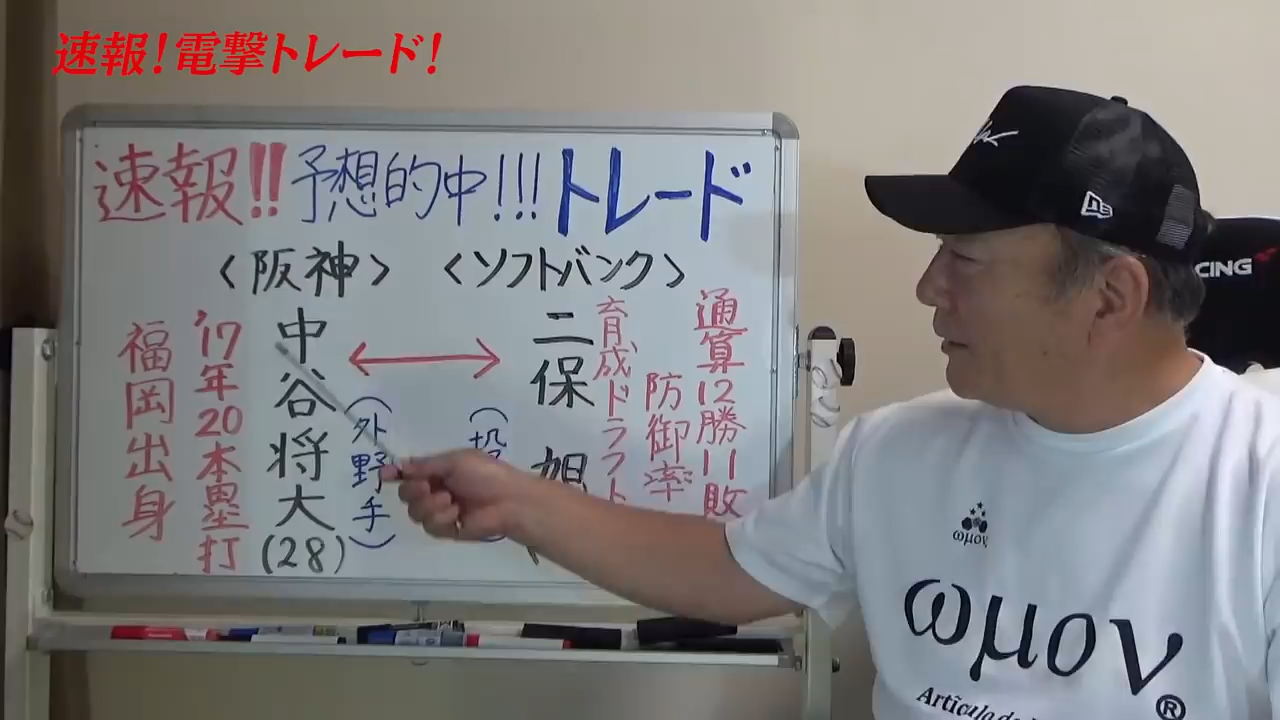 速報！電撃トレード！
速報!!予想的中!!!トレード
〈阪神〉 〈ソフトバンク〉
中谷将大
(28)
(外野手)
'17年20本塁打
福岡出身
二保
育成ドラフト
防御率
通算12勝11敗
CING
ωμον
ωμον®